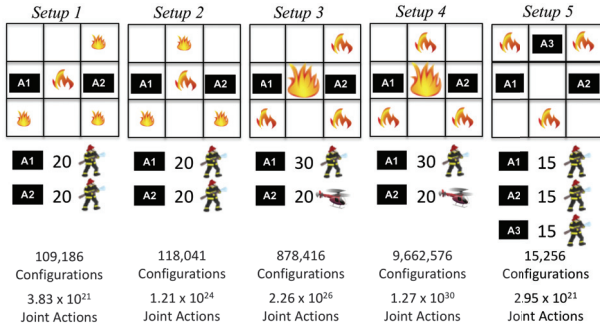 Setup 1 Setup 2 Setup 3 Setup 4 Setup 5
A3
A1 A2 A1 A2 A1 A2 A1 A2 A1 A2
A1 20 A1 20 A1 30 A1 30 A1 15
A2 20 A2 20 A2 20 A2 20 A2 15
A3 15
109,186 118,041 878,416 9,662,576 15,256
Configurations Configurations Configurations Configurations Configurations
3.83 x 10²¹ 1.21 x 10²⁴ 2.26 x 10²⁶ 1.27 x 10³⁰ 2.95 x 10²¹
Joint Actions Joint Actions Joint Actions Joint Actions Joint Actions